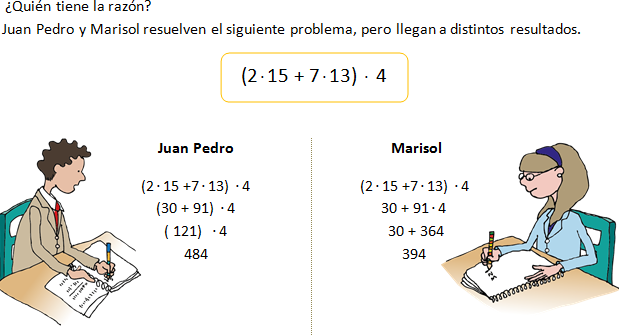 ¿Quién tiene la razón?
Juan Pedro y Marisol resuelven el siguiente problema, pero llegan a distintos resultados.
(2·15 + 7·13) · 4
Juan Pedro
(2·15 +7·13) ·4
(30 + 91) ·4
( 121) ·4
484
Marisol
(2·15 +7·13) ·4
30 + 91·4
30 + 364
394